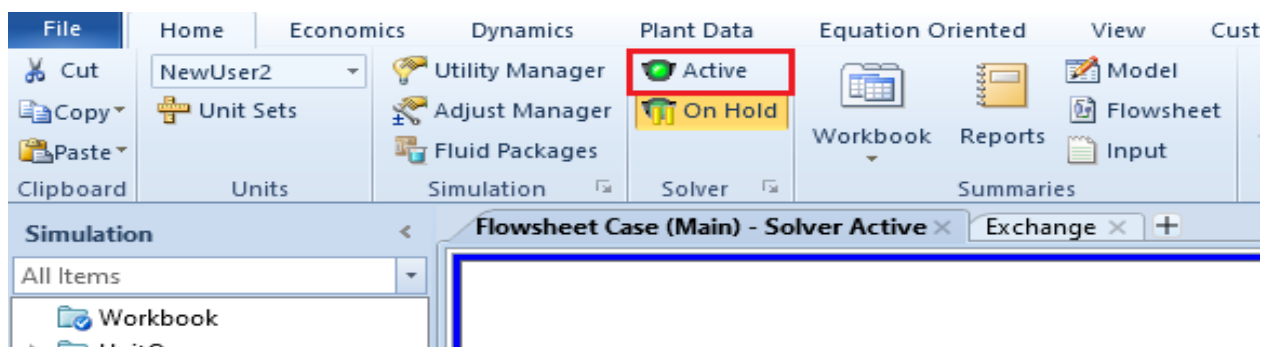 File Home Economics Dynamics Plant Data Equation Oriented View Cust
Cut NewUser2 Utility Manager Active Model
Copy Unit Sets Adjust Manager On Hold Workbook Reports Flowsheet
Paste Fluid Packages Input
Clipboard Units Simulation Solver Summaries
Simulation Flowsheet Case (Main) - Solver Active Exchange
All Items
Workbook